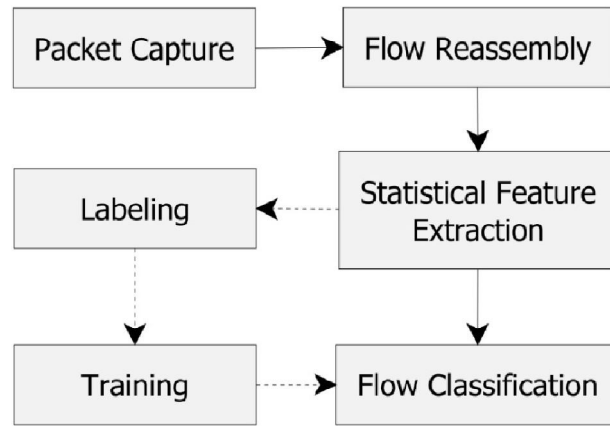 Packet Capture
Flow Reassembly
Labeling
Statistical Feature
Extraction
Training
Flow Classification